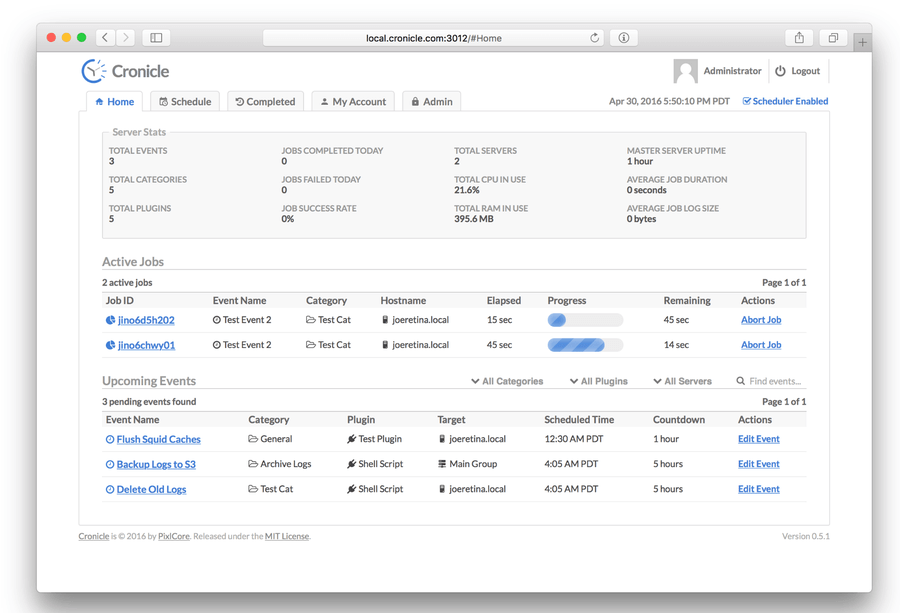 local.cronicle.com:3012/#Home
Cronicle
Administrator Logout
Home Schedule Completed My Account Admin Apr 30, 2016 5:50:10 PM PDT Scheduler Enabled
Server Stats
TOTAL EVENTS JOBS COMPLETED TODAY TOTAL SERVERS MASTER SERVER UPTIME
3 0 2 1 hour
TOTAL CATEGORIES JOBS FAILED TODAY TOTAL CPU IN USE AVERAGE JOB DURATION
5 0 21.6% 0 seconds
TOTAL PLUGINS JOB SUCCESS RATE TOTAL RAM IN USE AVERAGE JOB LOG SIZE
5 0% 395.6 MB 0 bytes
Active Jobs
2 active jobs Page 1 of 1
Job ID Event Name Category Hostname Elapsed Progress Remaining Actions
jino6d5h202 Test Event 2 Test Cat joeretina.local 15 sec 45 sec Abort Job
jino6chwy01 Test Event 2 Test Cat joeretina.local 45 sec 14 sec Abort Job
Upcoming Events All Categories All Plugins All Servers Find events...
3 pending events found Page 1 of 1
Event Name Category Plugin Target Scheduled Time Countdown Actions
Flush Squid Caches General Test Plugin joeretina.local 12:30 AM PDT 1 hour Edit Event
Backup Logs to S3 Archive Logs Shell Script Main Group 4:05 AM PDT 5 hours Edit Event
Delete Old Logs Test Cat Shell Script joeretina.local 4:05 AM PDT 5 hours Edit Event
Cronicle is © 2016 by PixlCore. Released under the MIT License. Version 0.5.1